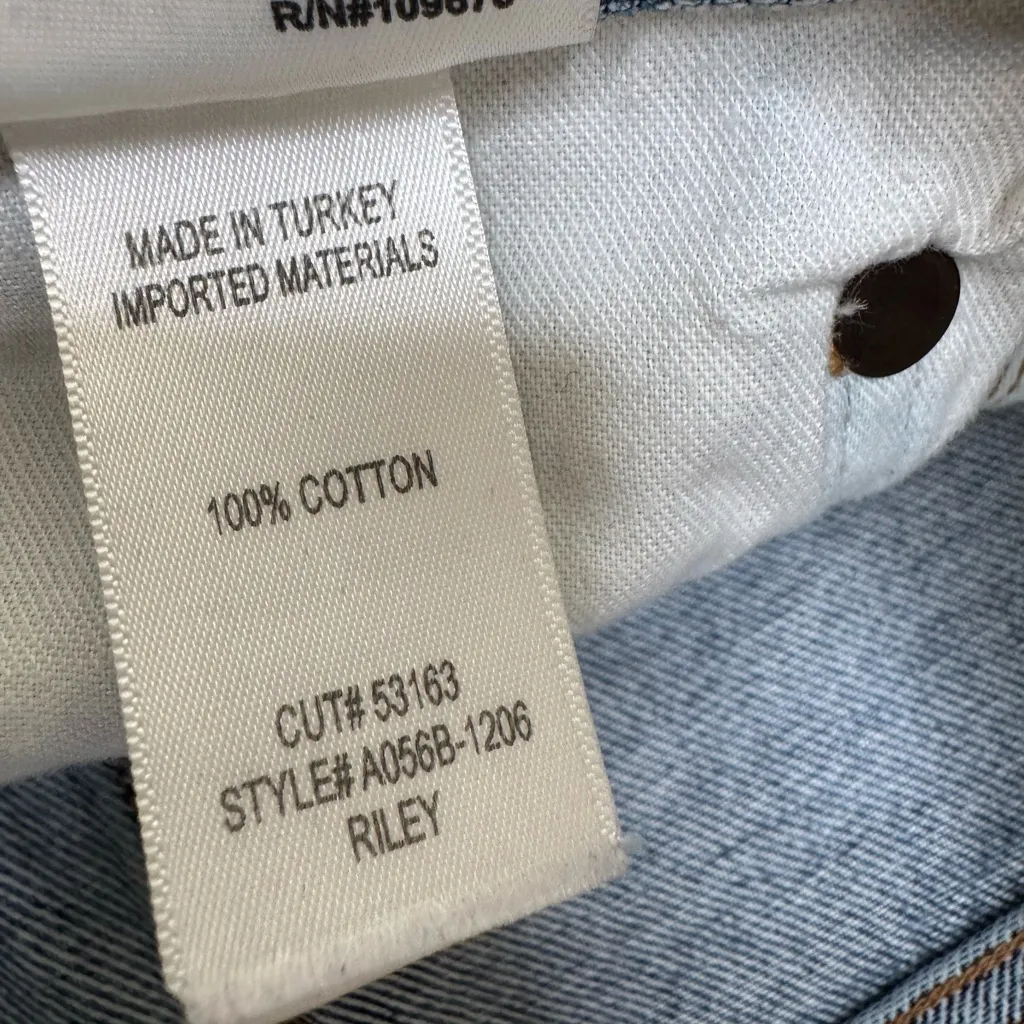 MADE IN TURKEY
IMPORTED MATERIALS
100% COTTON
CUT# 53163
STYLE# A056B-1206
RILEY